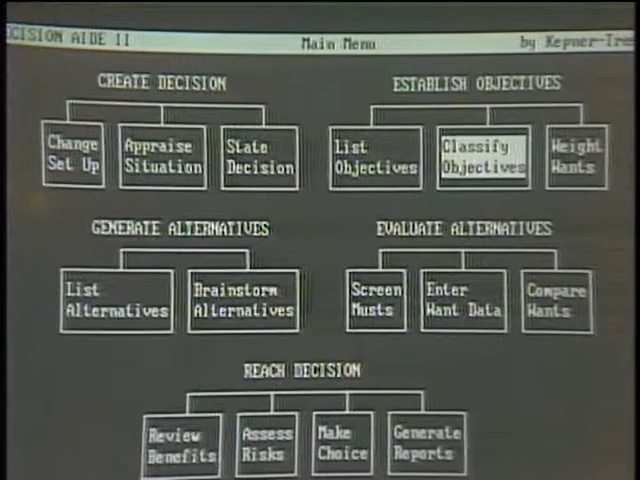 CISION AIDE II Main Menu by Kepner-Tre
CREATE DECISION
Change Set Up
Appraise Situation
State Decision
ESTABLISH OBJECTIVES
List Objectives
Classify Objectives
Weight Wants
GENERATE ALTERNATIVES
List Alternatives
Brainstorm Alternatives
EVALUATE ALTERNATIVES
Screen Musts
Enter Want Data
Compare Wants
REACH DECISION
Review Benefits
Assess Risks
Make Choice
Generate Reports